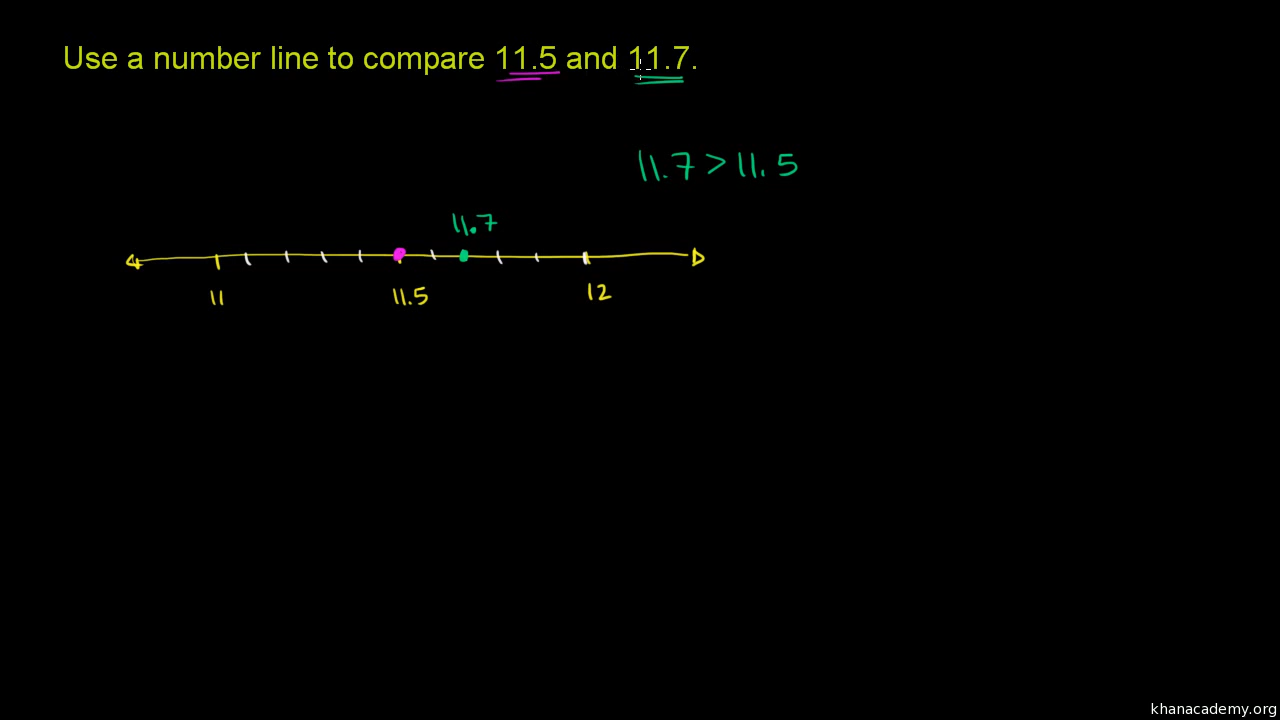 Use a number line to compare 11.5 and 11.7.
11.7 > 11.5
11.7
11 11.5 12
khanacademy.org